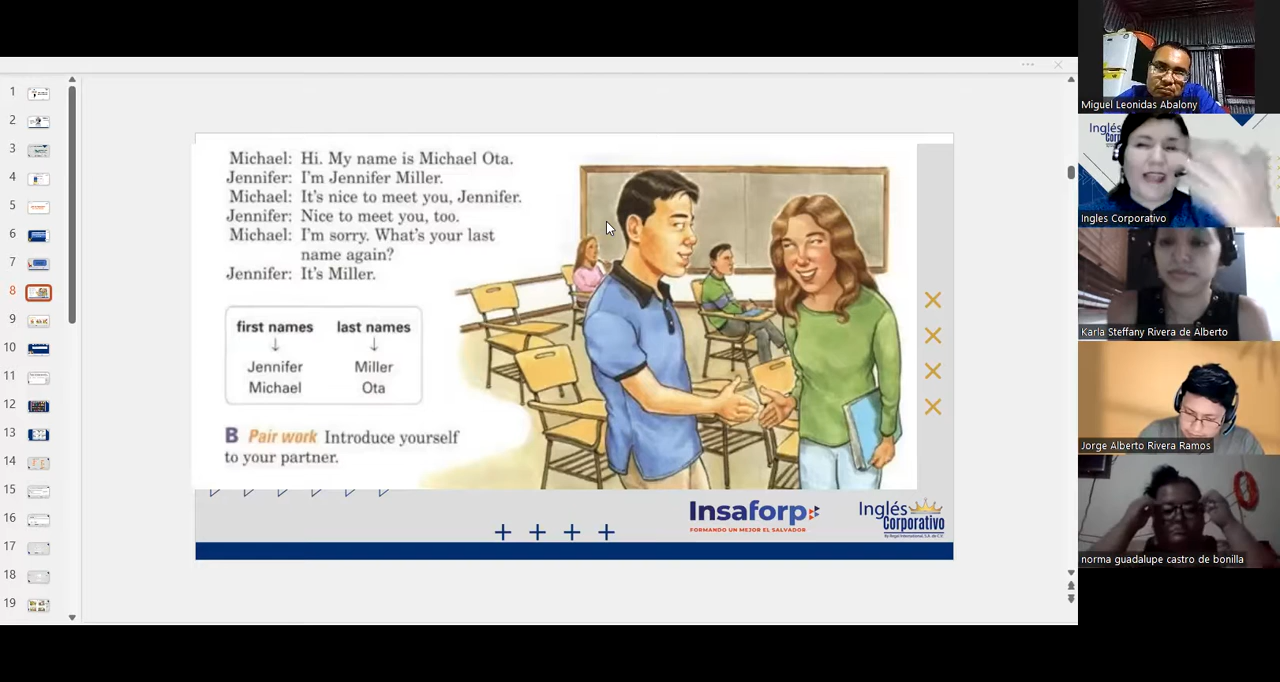 Michael: Hi. My name is Michael Ota.
Jennifer: I'm Jennifer Miller.
Michael: It's nice to meet you, Jennifer.
Jennifer: Nice to meet you, too.
Michael: I'm sorry. What's your last
name again?
Jennifer: It's Miller.
first names last names
Jennifer Miller
Michael Ota
B Pair work Introduce yourself
to your partner.
Insaforp
FORMANDO UN MEJOR EL SALVADOR
Inglés
Corporativo
1
2
3
4
5
6
7
8
9
10
11
12
13
14
15
16
17
18
19
Miguel Leonidas Abalony
Inglés
Ingles Corporativo
Karla Steffany Rivera de Alberto
Jorge Alberto Rivera Ramos
norma guadalupe castro de bonilla